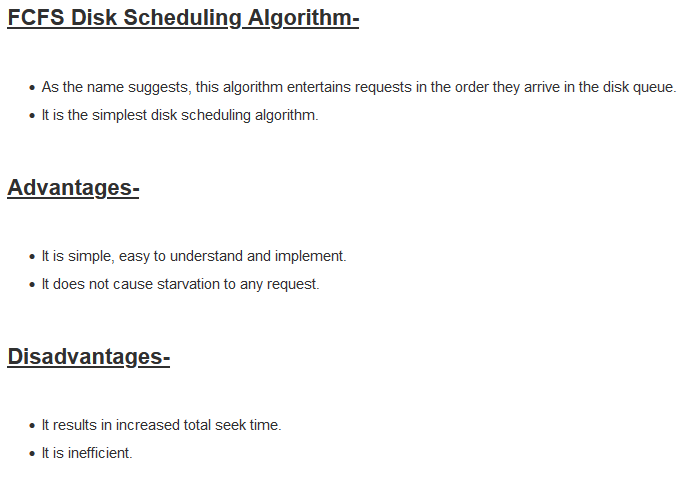 FCFS Disk Scheduling Algorithm-
• As the name suggests, this algorithm entertains requests in the order they arrive in the disk queue.
• It is the simplest disk scheduling algorithm.
Advantages-
• It is simple, easy to understand and implement.
• It does not cause starvation to any request.
Disadvantages-
• It results in increased total seek time.
• It is inefficient.